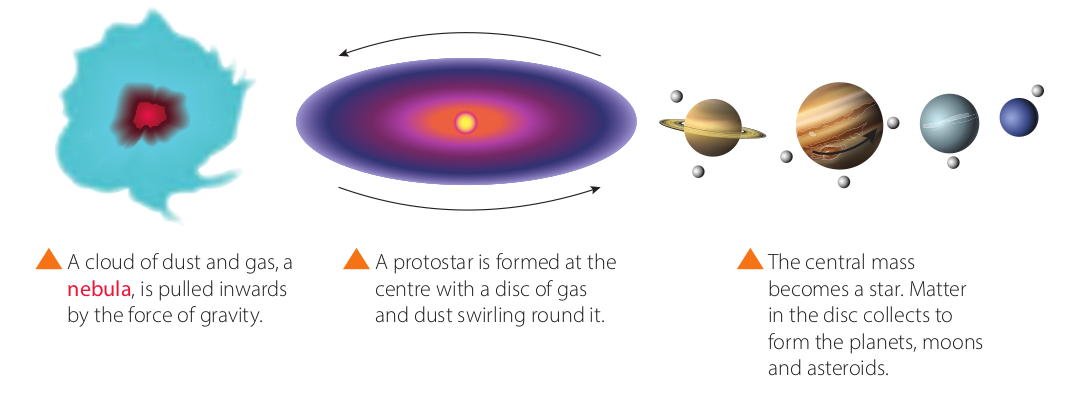 A cloud of dust and gas, a
nebula, is pulled inwards
by the force of gravity.
A protostar is formed at the
centre with a disc of gas
and dust swirling round it.
The central mass
becomes a star. Matter
in the disc collects to
form the planets, moons
and asteroids.